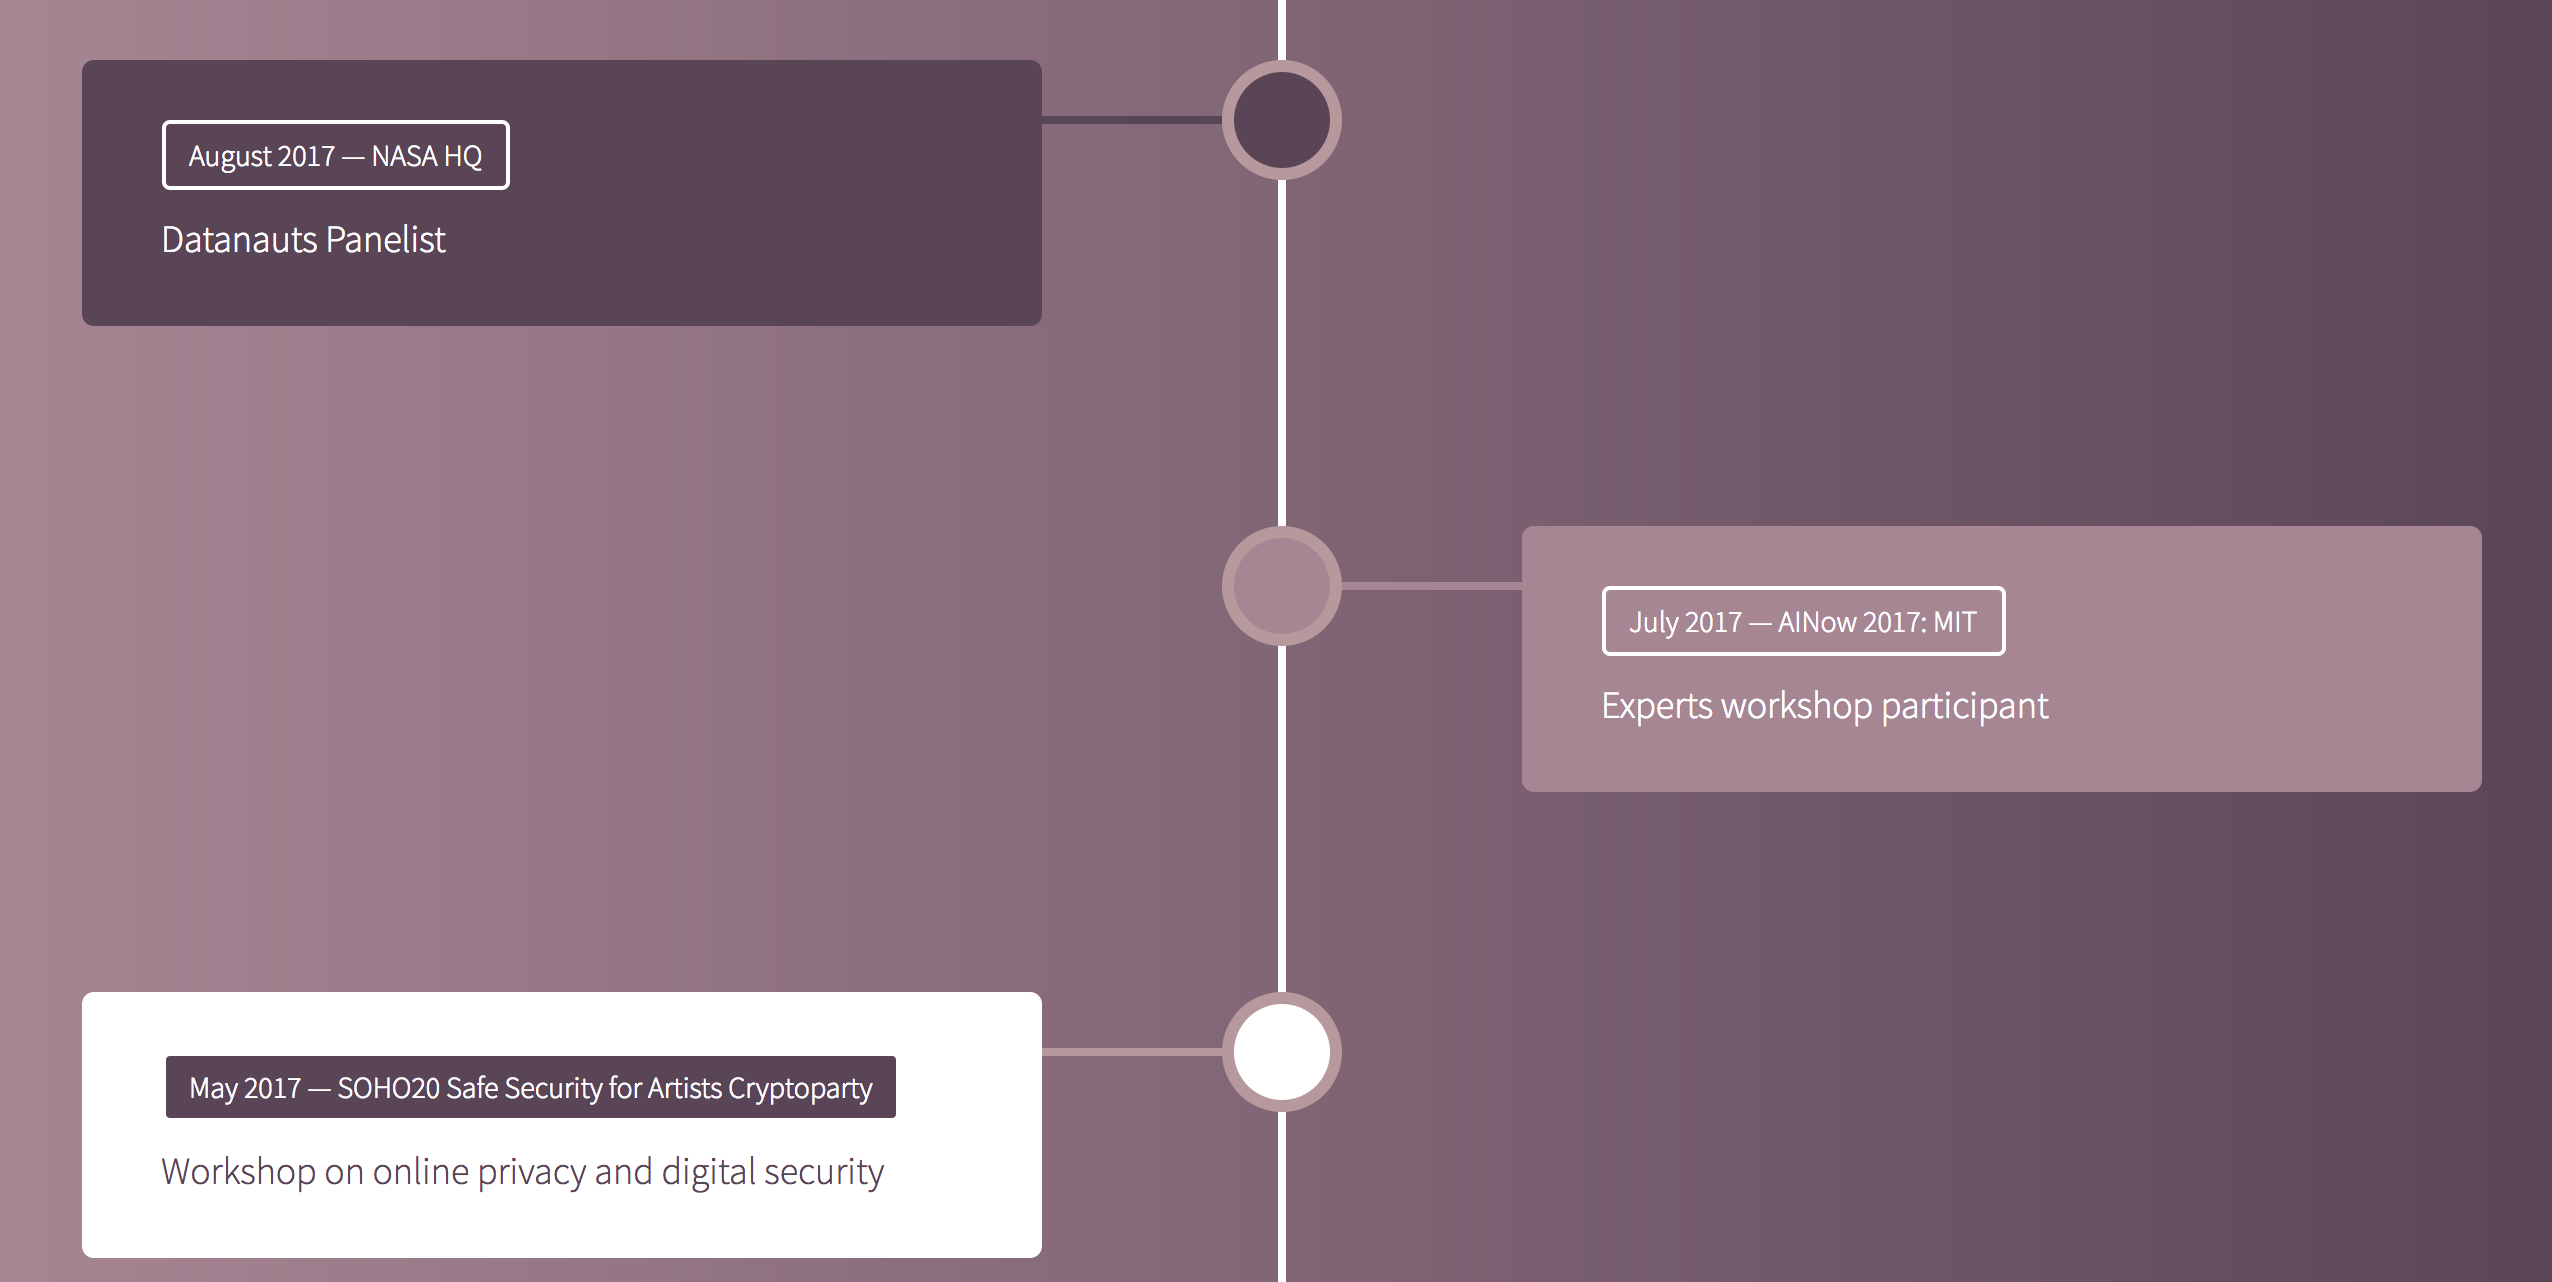 August 2017 — NASA HQ
Datanauts Panelist
July 2017 — AINow 2017: MIT
Experts workshop participant
May 2017 — SOHO20 Safe Security for Artists Cryptoparty
Workshop on online privacy and digital security